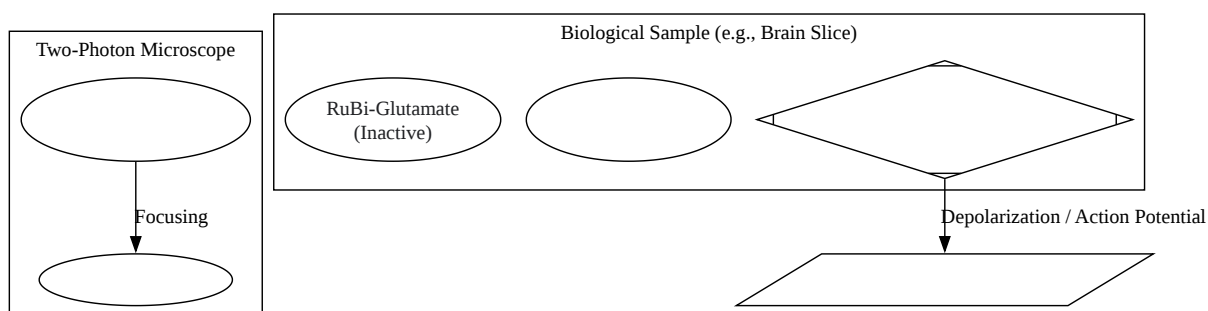 Biological Sample (e.g., Brain Slice)
Two-Photon Microscope
RuBi-Glutamate
(Inactive)
Focusing
Depolarization / Action Potential